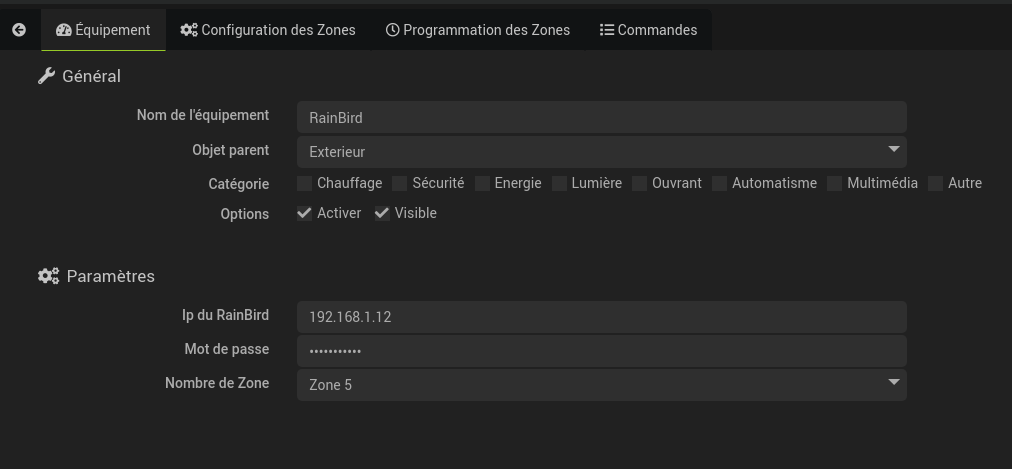 Équipement Configuration des Zones Programmation des Zones Commandes
Général
Nom de l'équipement RainBird
Objet parent Exterieur
Catégorie Chauffage Sécurité Energie Lumière Ouvrant Automatisme Multimédia Autre
Options Activer Visible
Paramètres
Ip du RainBird 192.168.1.12
Mot de passe •••••••••••
Nombre de Zone Zone 5